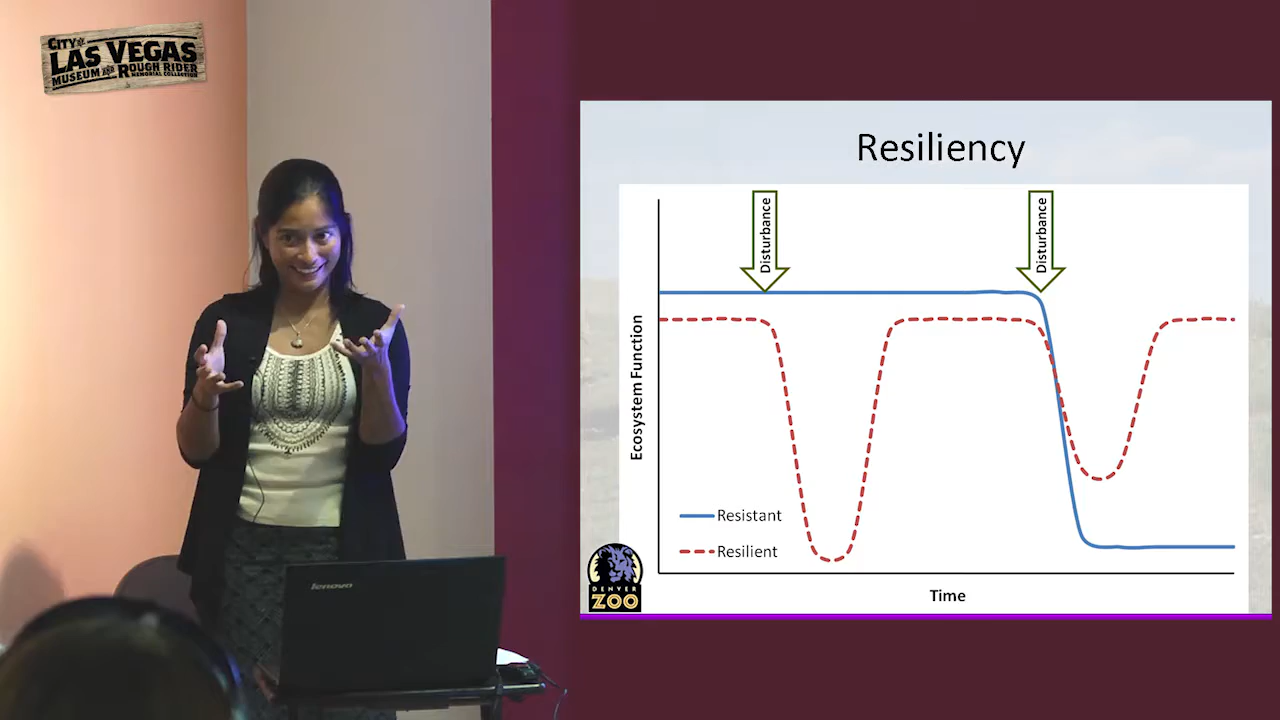 CITY OF
LAS VEGAS
MUSEUM AND ROUGH RIDER
MEMORIAL COLLECTION
Resiliency
Disturbance
Disturbance
Ecosystem Function
Resistant
Resilient
Time
DENVER
ZOO
lenovo